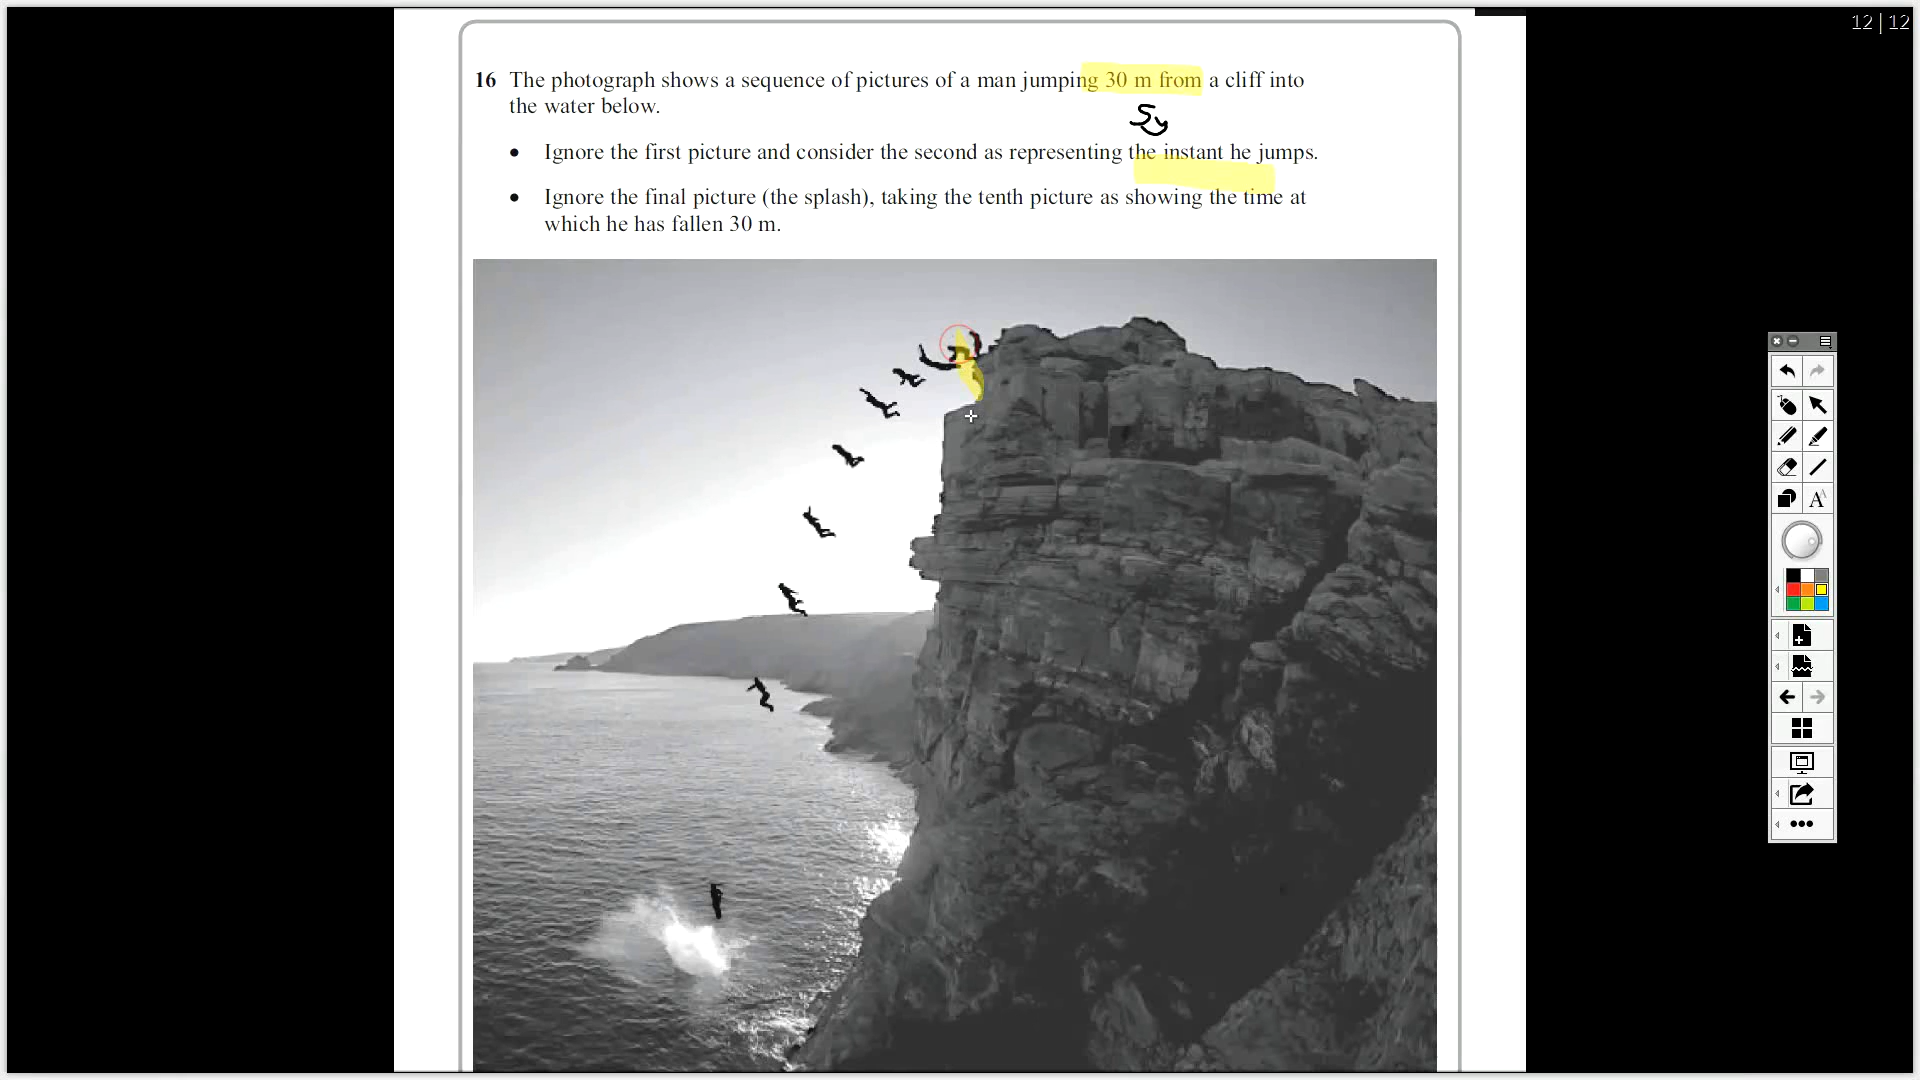 12 | 12
16 The photograph shows a sequence of pictures of a man jumping 30 m from a cliff into
the water below.
Sy
• Ignore the first picture and consider the second as representing the instant he jumps.
• Ignore the final picture (the splash), taking the tenth picture as showing the time at
which he has fallen 30 m.
A